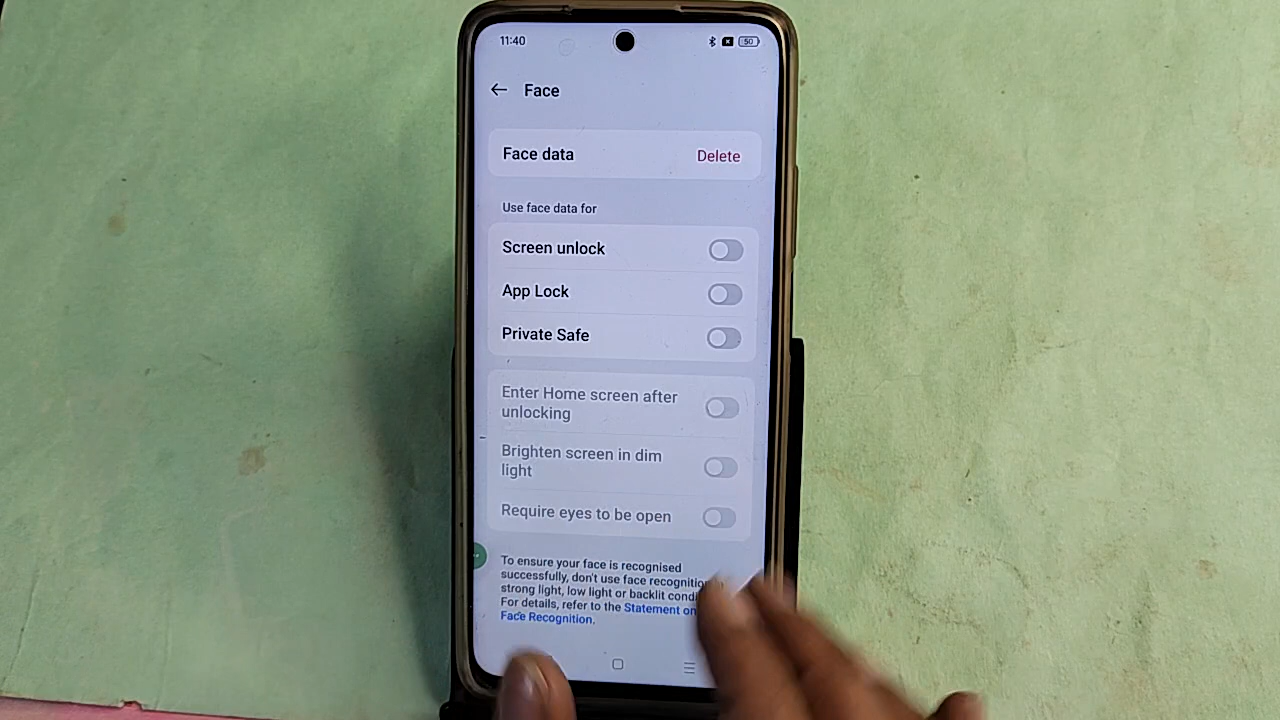 11:40
50
Face
Face data
Delete
Use face data for
Screen unlock
App Lock
Private Safe
Enter Home screen after
unlocking
Brighten screen in dim
light
Require eyes to be open
To ensure your face is recognised
successfully, don't use face recognition
strong light, low light or backlit
For details, refer to the Statement on
Face Recognition.